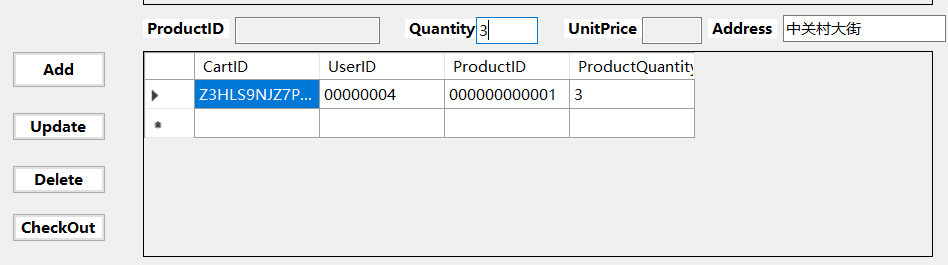 ProductID Quantity 3 UnitPrice Address 中关村大街
Add
CartID UserID ProductID ProductQuantity
Z3HLS9NJZ7P... 00000004 000000000001 3
Update
Delete
CheckOut